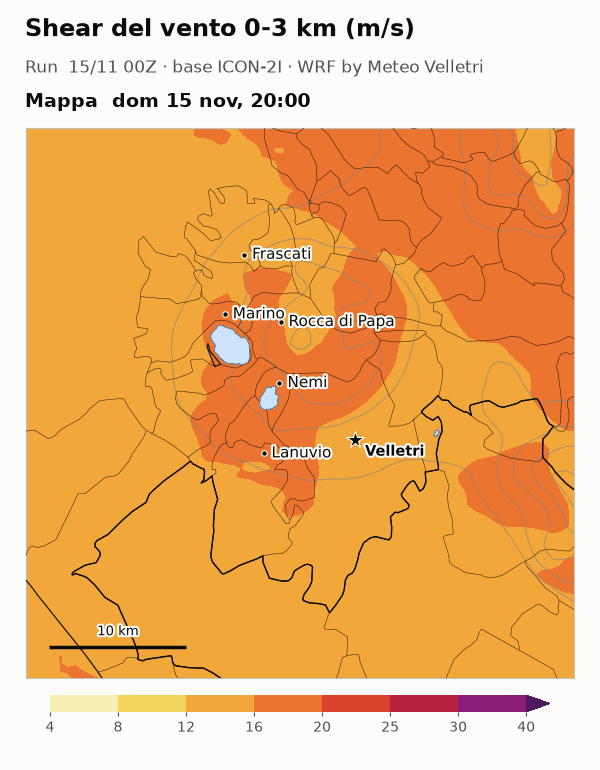 Shear del vento 0-3 km (m/s)
Run  15/11 00Z · base ICON-2I · WRF by Meteo Velletri
Mappa  dom 15 nov, 20:00
Frascati
Marino
Rocca di Papa
Nemi
Velletri
Lanuvio
10 km
4 8 12 16 20 25 30 40